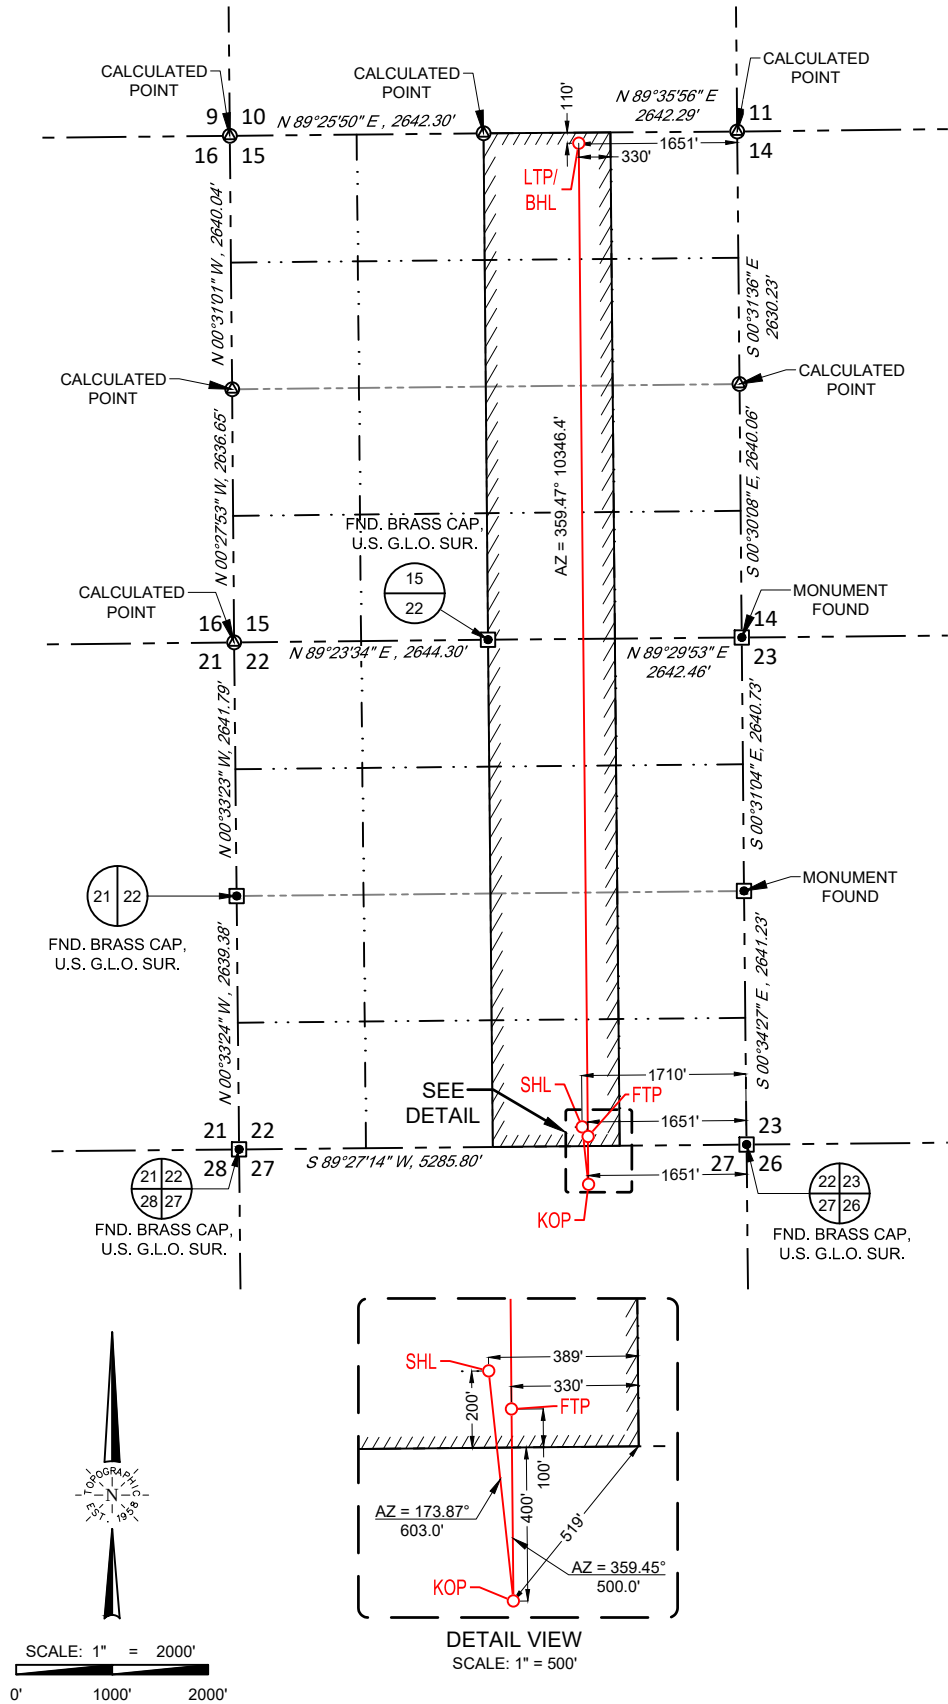 CALCULATED
POINT
CALCULATED
POINT
CALCULATED
POINT
9 10
16 15
N 89°25'50" E , 2642.30'
110'
N 89°35'56" E
2642.29'
11
14
1651'
330'
LTP/
BHL
N 00°31'01" W , 2640.04'
S 00°31'36" E
2630.23'
CALCULATED
POINT
CALCULATED
POINT
N 00°27'53" W, 2636.65'
AZ = 359.47° 10346.4'
S 00°30'08" E, 2640.06'
FND. BRASS CAP,
U.S. G.L.O. SUR.
15
22
CALCULATED
POINT
MONUMENT
FOUND
16 15
21 22
14
23
N 89°23'34" E , 2644.30'
N 89°29'53" E
2642.46'
N 00°33'23" W, 2641.79'
S 00°31'04" E, 2640.73'
21 22
FND. BRASS CAP,
U.S. G.L.O. SUR.
MONUMENT
FOUND
N 00°33'24" W, 2639.38'
S 00°34'27" E , 2641.23'
SEE
DETAIL
SHL
1710'
FTP
1651'
21 22
28 27
S 89°27'14" W, 5285.80'
1651'
23
27 26
KOP
21 22
28 27
FND. BRASS CAP,
U.S. G.L.O. SUR.
22 23
27 26
FND. BRASS CAP,
U.S. G.L.O. SUR.
SHL
389'
330'
FTP
200'
100'
400'
519'
AZ = 173.87°
603.0'
AZ = 359.45°
500.0'
KOP
DETAIL VIEW
SCALE: 1" = 500'
TOPOGRAPHIC
N
EST. 1958
SCALE: 1" = 2000'
0' 1000' 2000'